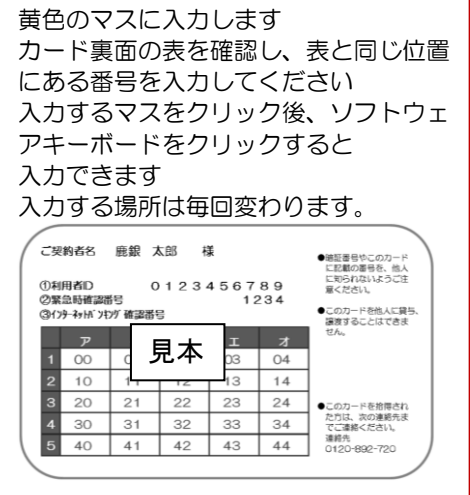 黄色のマスに入力します
カード裏面の表を確認し、表と同じ位置
にある番号を入力してください
入力するマスをクリック後、ソフトウェ
アキーボードをクリックすると
入力できます
入力する場所は毎回変わります。
ご契約者名 鹿銀 太郎 様
①利用者ID 0123456789
②緊急時確認番号 1234
③インターネットバンキング 確認番号
ア エ オ
見本
1 00 03 04
2 10 11 12 13 14
3 20 21 22 23 24
4 30 31 32 33 34
5 40 41 42 43 44
●確認番号やこのカード
に記載の番号を、他人
に知られないようご注
意ください。
●このカードを他人に貸与、
譲渡することはできま
せん。
●このカードを拾得され
た方は、次の連絡先ま
でご連絡ください。
連絡先
0120-892-720